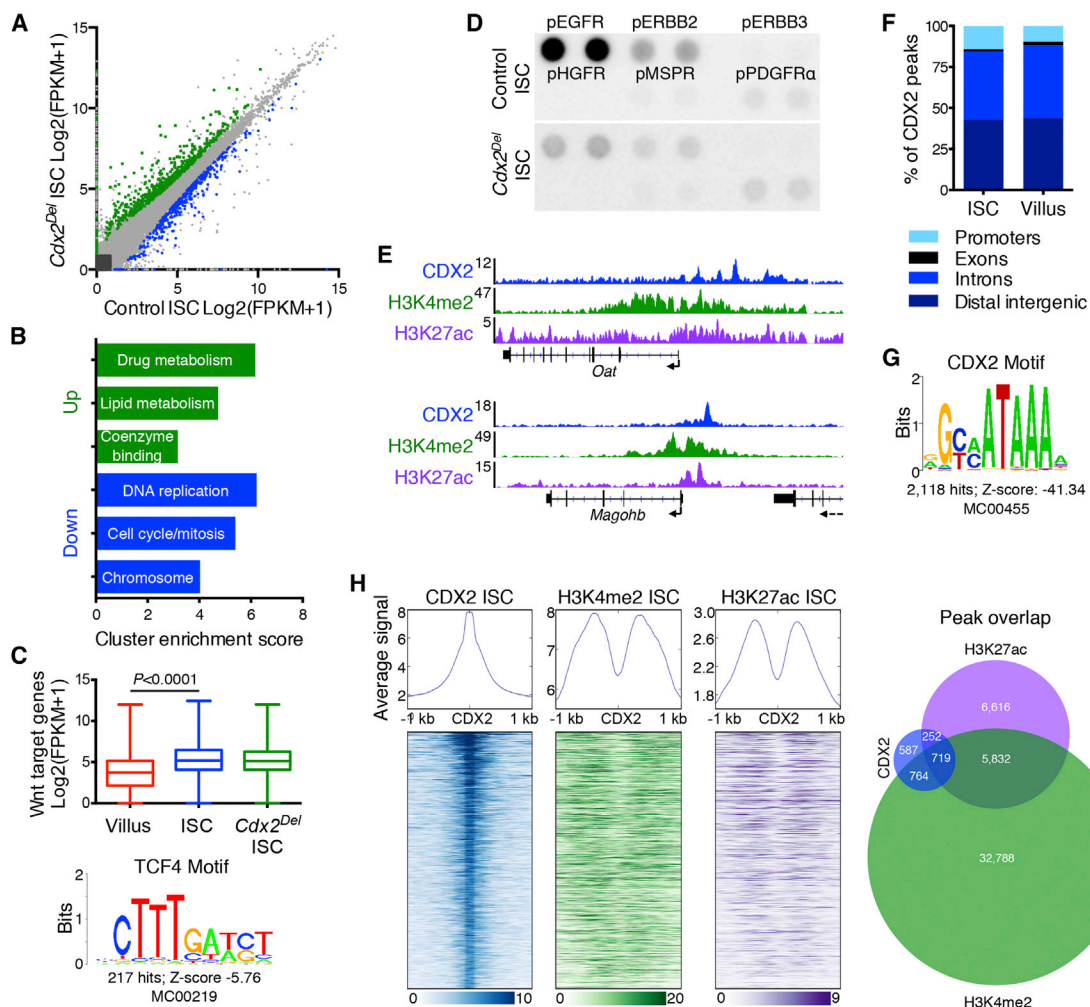 A
15
10
5
0
0
5
10
15
Cdx2Del ISC Log2(FPKM+1)
Control ISC Log2(FPKM+1)
B
Up
Down
Drug metabolism
Lipid metabolism
Coenzyme
binding
DNA replication
Cell cycle/mitosis
Chromosome
0 2 4 6 8
Cluster enrichment score
C
Wnt target genes
Log2(FPKM+1)
15
10
5
0
P<0.0001
Villus
ISC
Cdx2Del
ISC
TCF4 Motif
Bits
2
1
0
CTTTGATCT
217 hits; Z-score -5.76
MC00219
D
Control
ISC
Cdx2Del
ISC
pEGFR pERBB2 pERBB3
pHGFR pMSPR pPDGFRα
E
CDX2 12
H3K4me2 47
H3K27ac 5
Oat
CDX2 18
H3K4me2 49
H3K27ac 15
Magohb
F
% of CDX2 peaks
100
75
50
25
0
ISC Villus
Promoters
Exons
Introns
Distal intergenic
G
CDX2 Motif
Bits
2
1
0
GCAATAAA
2,118 hits; Z-score: -41.34
MC00455
H
Average signal
CDX2 ISC
8
6
4
2
-1 kb CDX2 1 kb
0 10
H3K4me2 ISC
8
7
6
-1 kb CDX2 1 kb
0 20
H3K27ac ISC
3.0
2.6
2.2
1.8
-1 kb CDX2 1 kb
0 9
Peak overlap
H3K27ac
6,616
CDX2
587
252
719
764
5,832
32,788
H3K4me2